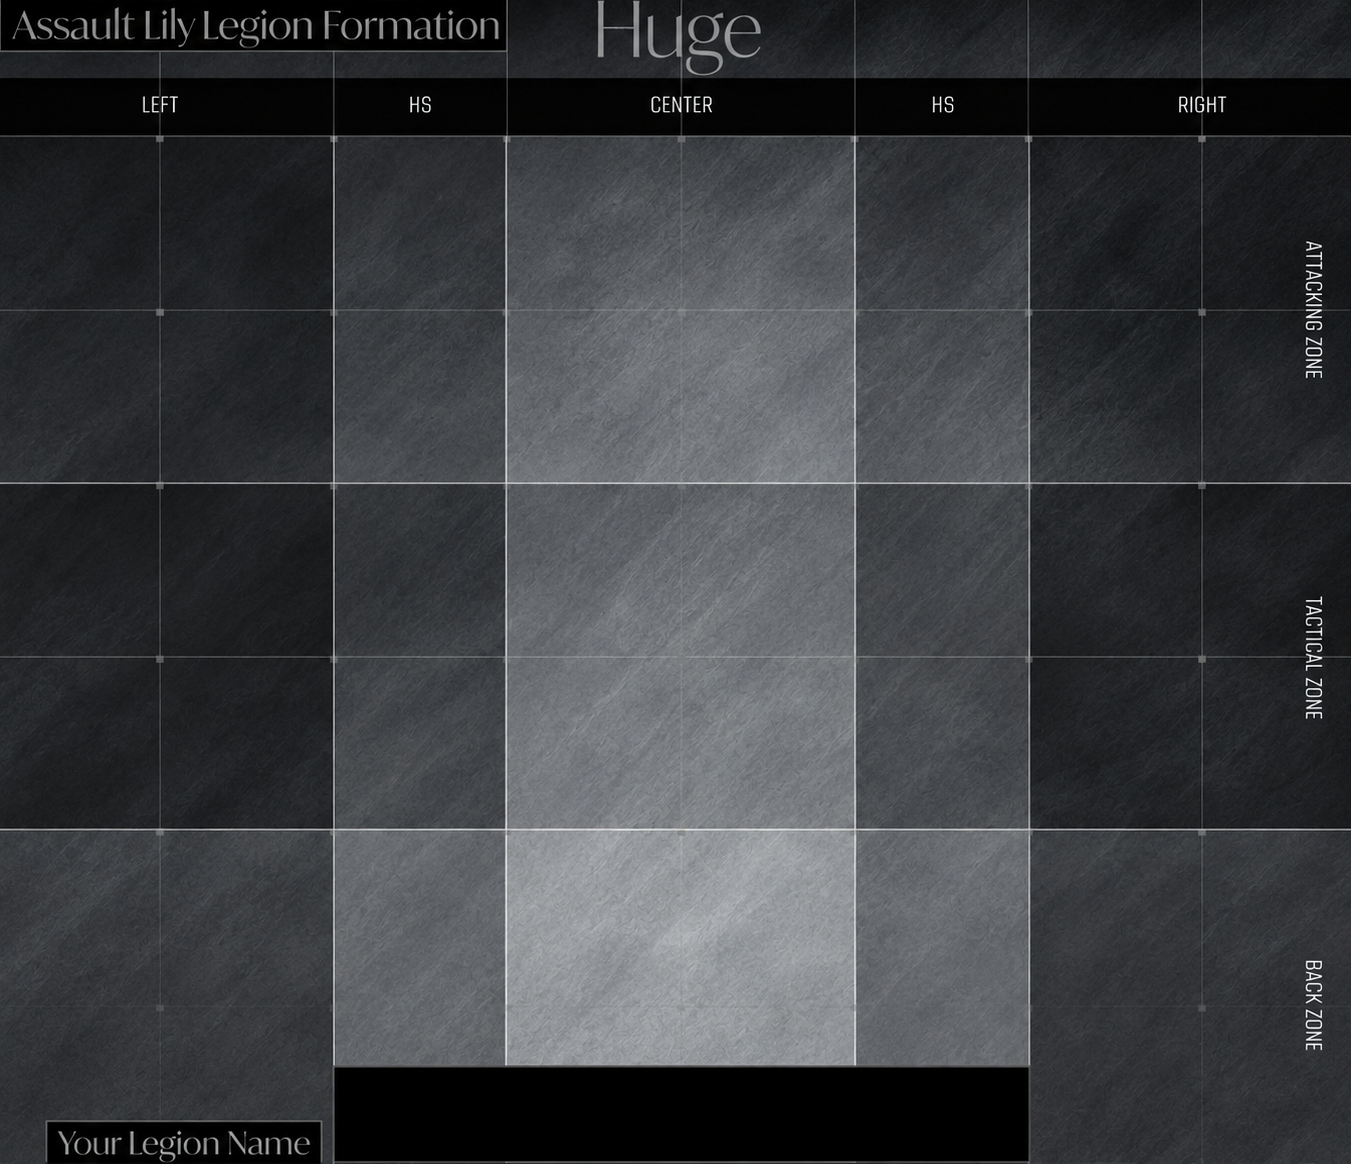 Assault Lily Legion Formation
Huge
LEFT
HS
CENTER
HS
RIGHT
ATTACKING ZONE
TACTICAL ZONE
BACK ZONE
Your Legion Name